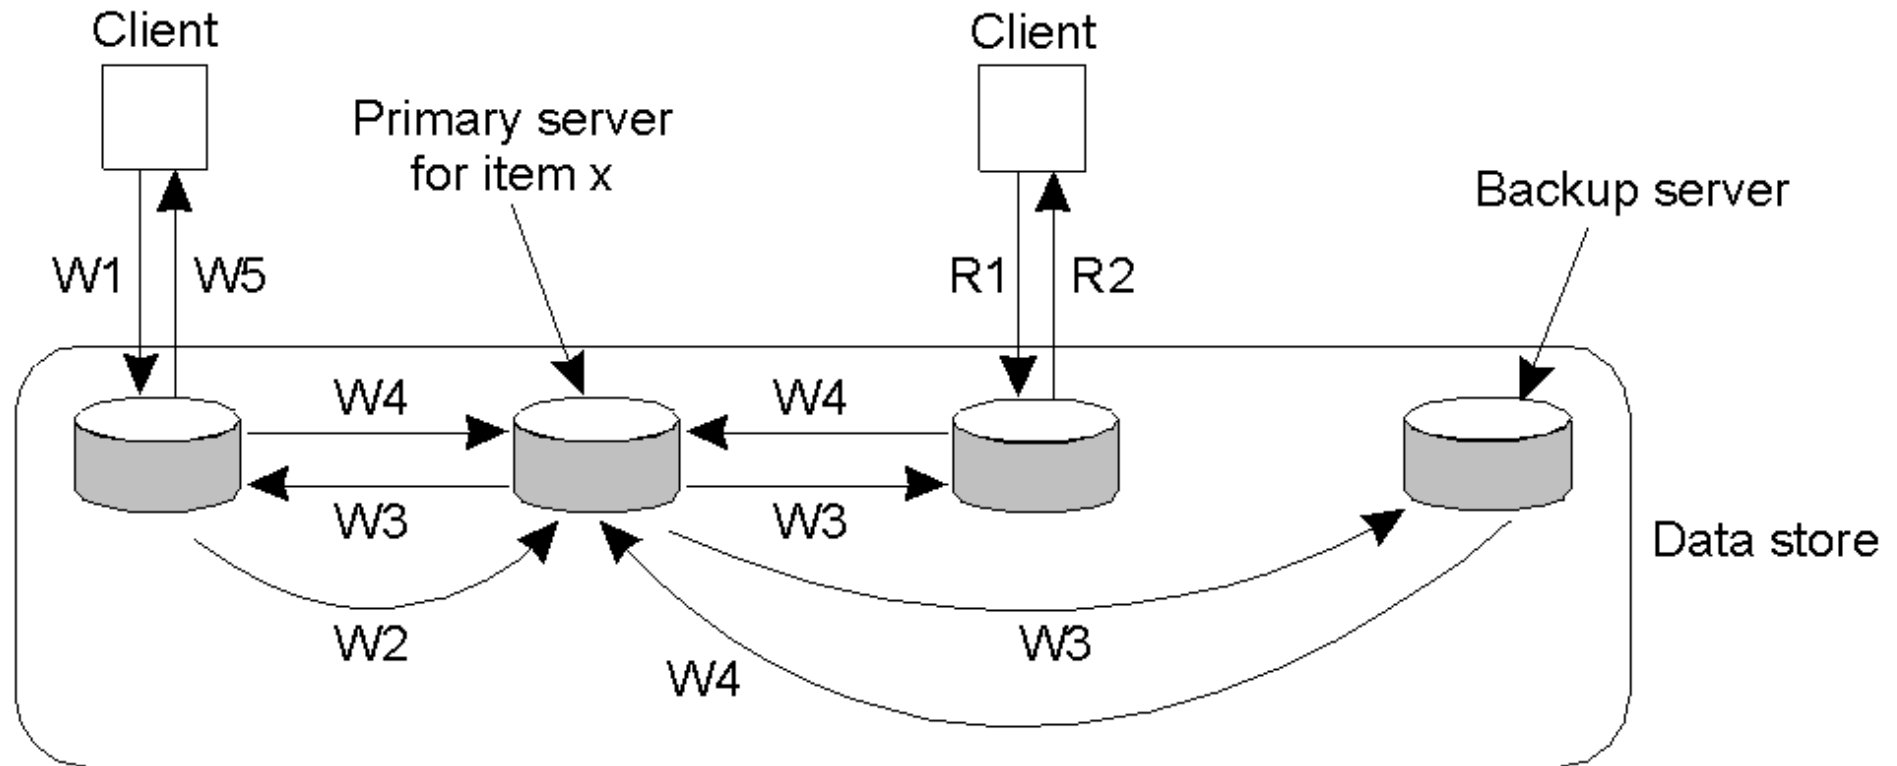 Client
Client
Primary server
for item x
Backup server
W1
W5
R1
R2
W4
W4
W3
W3
Data store
W2
W3
W4